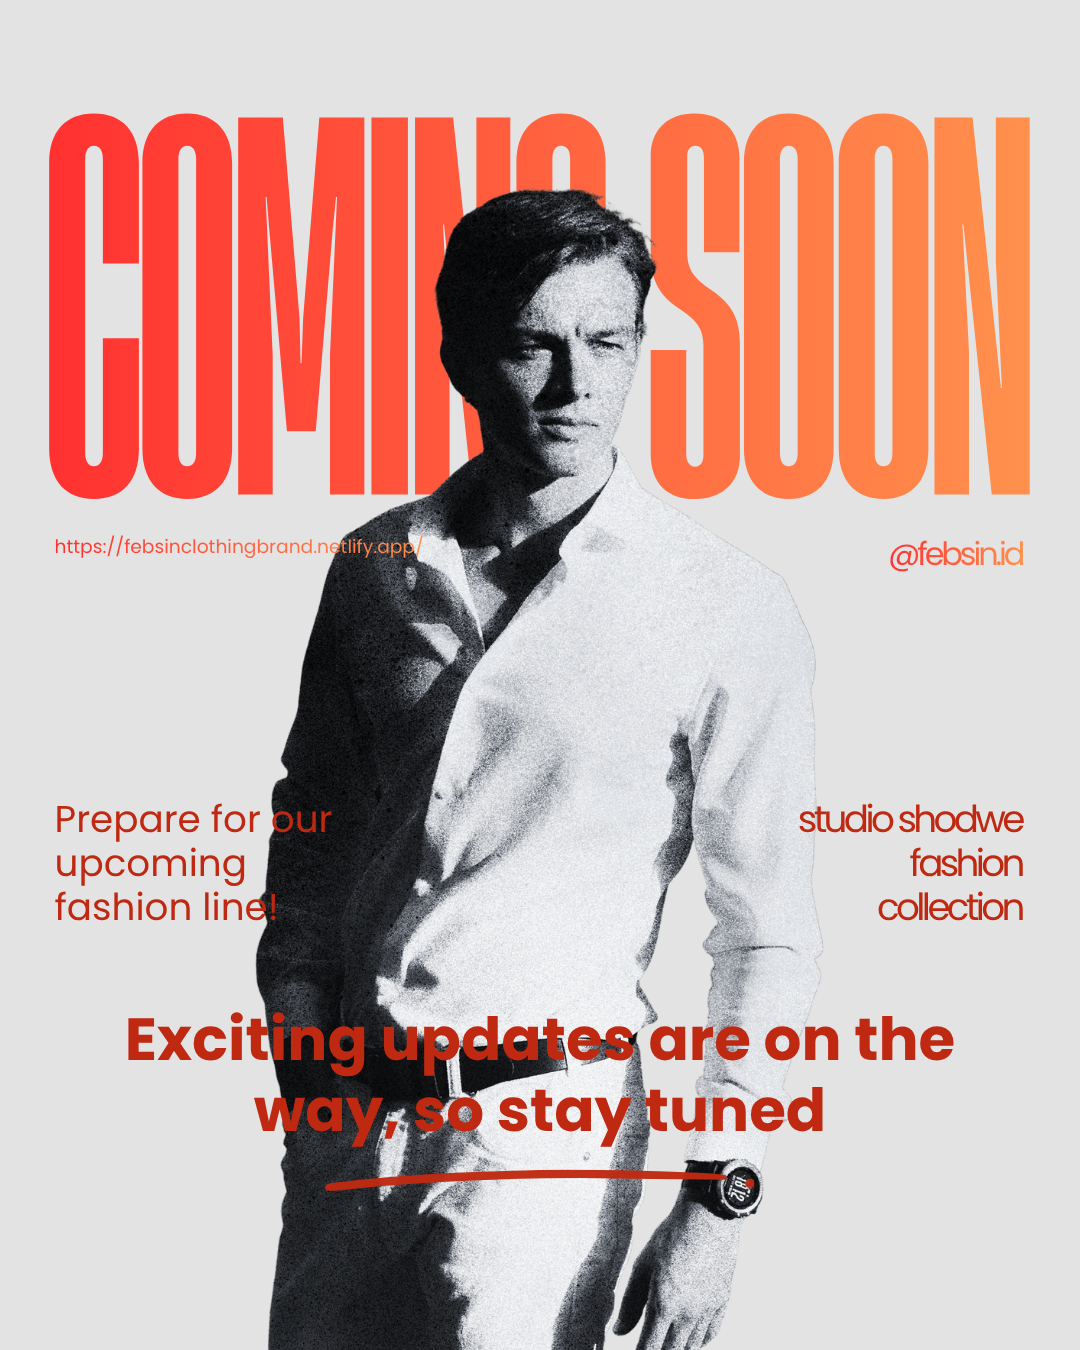 COMING SOON
https://febsinclothingbrand.netlify.app/
@febsin.id
Prepare for our
upcoming
fashion line!
studio shodwe
fashion
collection
Exciting updates are on the
way, so stay tuned